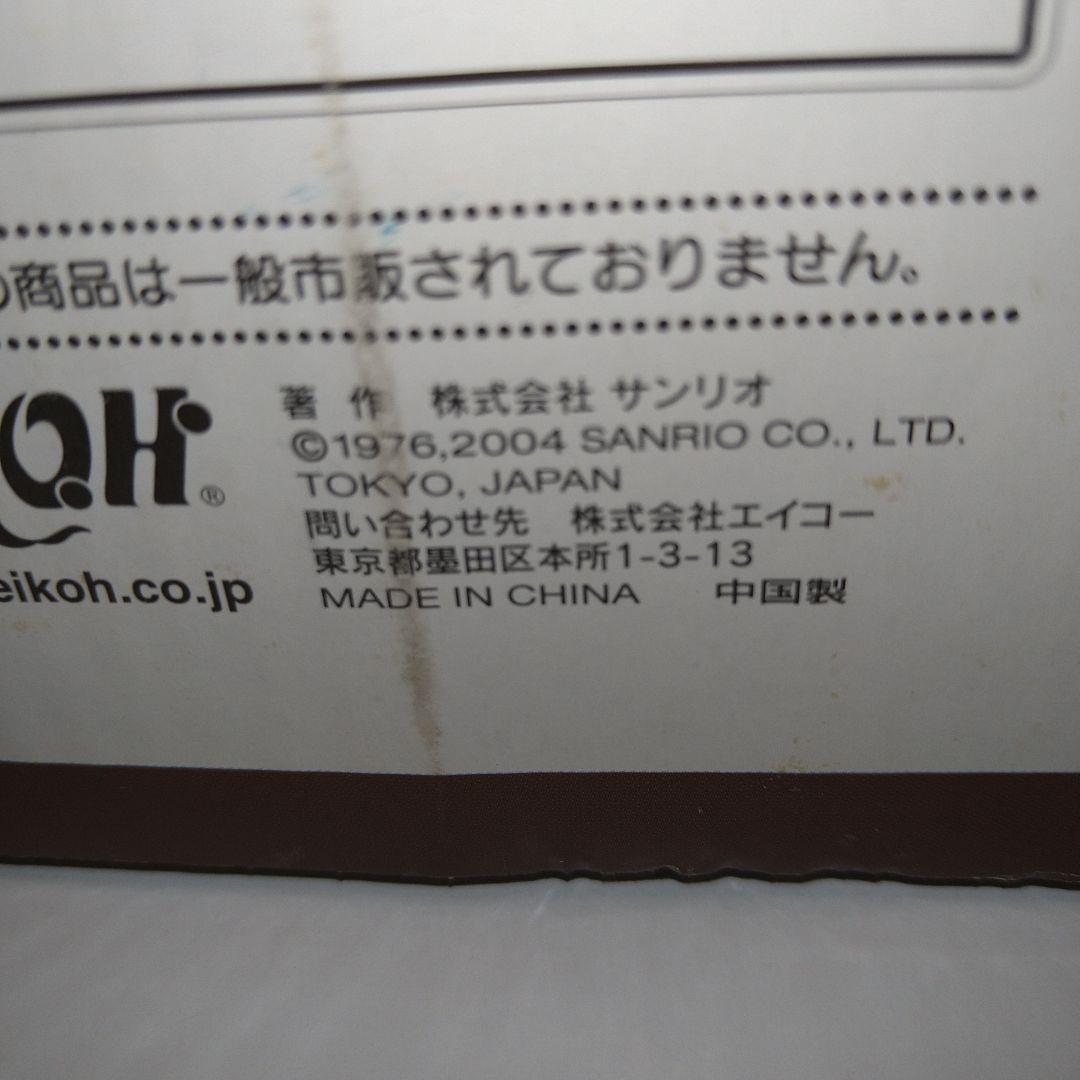 の商品は一般市販されておりません。
QH®
著 作 株式会社 サンリオ
©1976,2004 SANRIO CO., LTD.
TOKYO, JAPAN
問い合わせ先 株式会社エイコー
東京都墨田区本所1-3-13
eikoh.co.jp
MADE IN CHINA 中国製